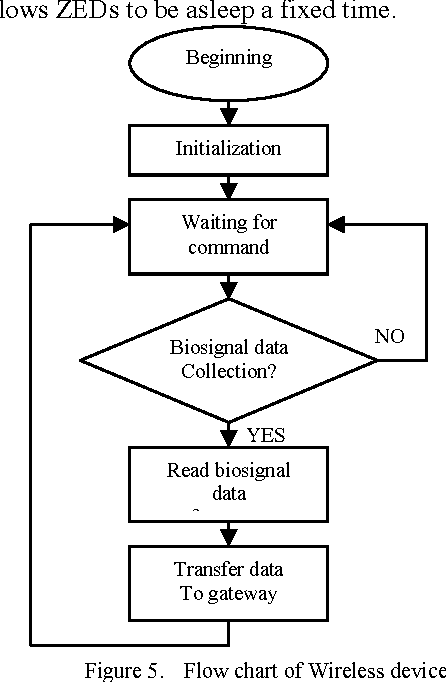 lows ZEDs to be asleep a fixed time.
Beginning
Initialization
Waiting for
command
Biosignal data
Collection?
NO
YES
Read biosignal
data
Transfer data
To gateway
Figure 5. Flow chart of Wireless device